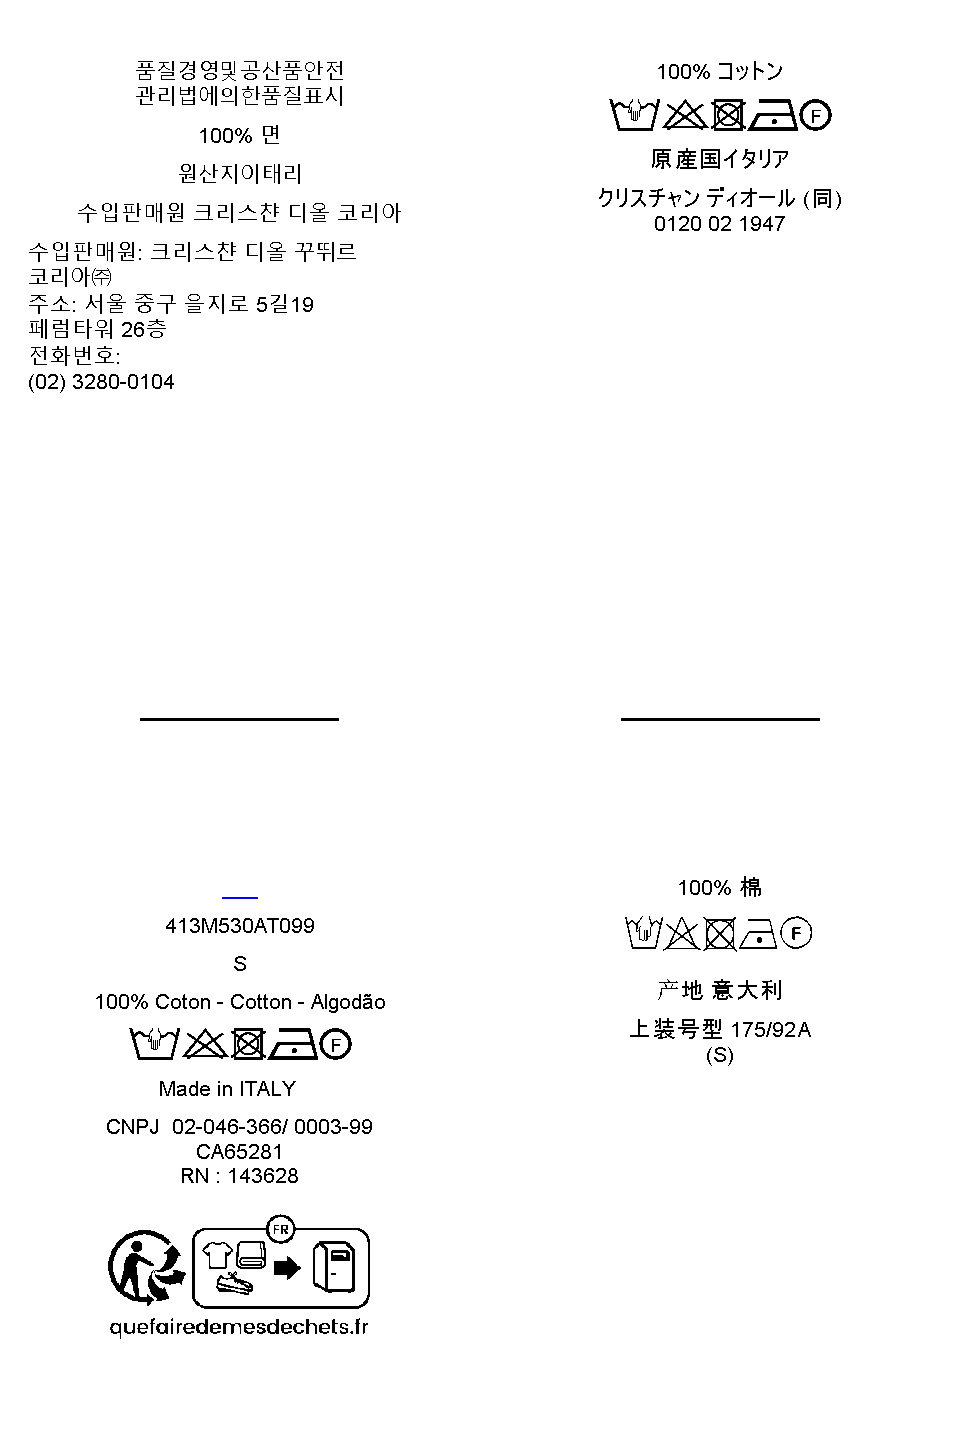 품질경영및공산품안전
관리법에의한품질표시
100% 면
원산지이태리
수입판매원 크리스챤 디올 코리아
수입판매원: 크리스챤 디올 꾸뛰르
코리아㈜
주소: 서울 중구 을지로 5길19
페럼타워 26층
전화번호:
(02) 3280-0104
100% コットン
F
原産国イタリア
クリスチャン ディオール (同)
0120 02 1947
413M530AT099
S
100% Coton - Cotton - Algodão
F
Made in ITALY
CNPJ 02-046-366/ 0003-99
CA65281
RN : 143628
FR
quefairedemesdechets.fr
100% 棉
F
产地 意大利
上装号型 175/92A
(S)